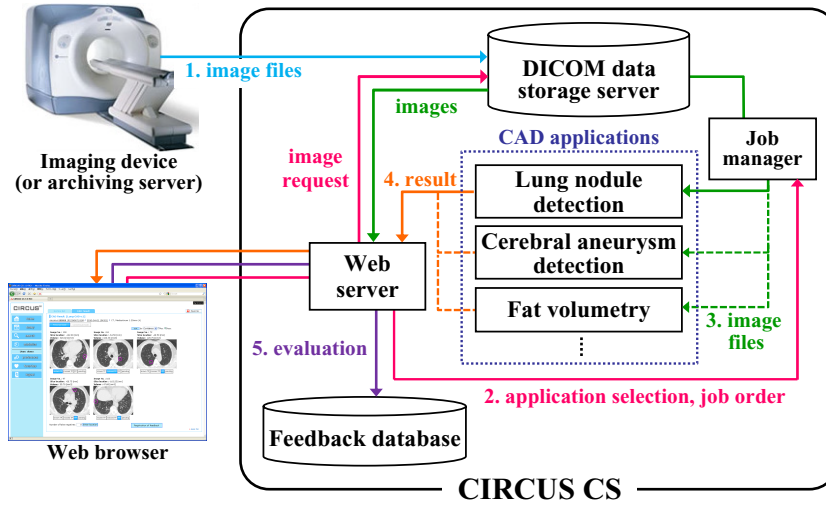 1. image files
DICOM data
storage server
images
CAD applications
Job
manager
Imaging device
(or archiving server)
image
request
4. result
Lung nodule
detection
Cerebral aneurysm
detection
Web
server
Fat volumetry
3. image
files
⋮
CIRCUS
5. evaluation
2. application selection, job order
Feedback database
Web browser
CIRCUS CS